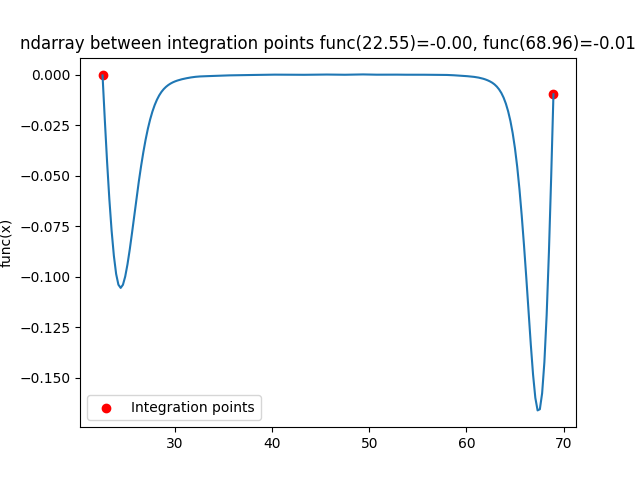 ndarray between integration points func(22.55)=-0.00, func(68.96)=-0.01
0.000
−0.025
−0.050
−0.075
−0.100
−0.125
−0.150
func(x)
Integration points
30 40 50 60 70